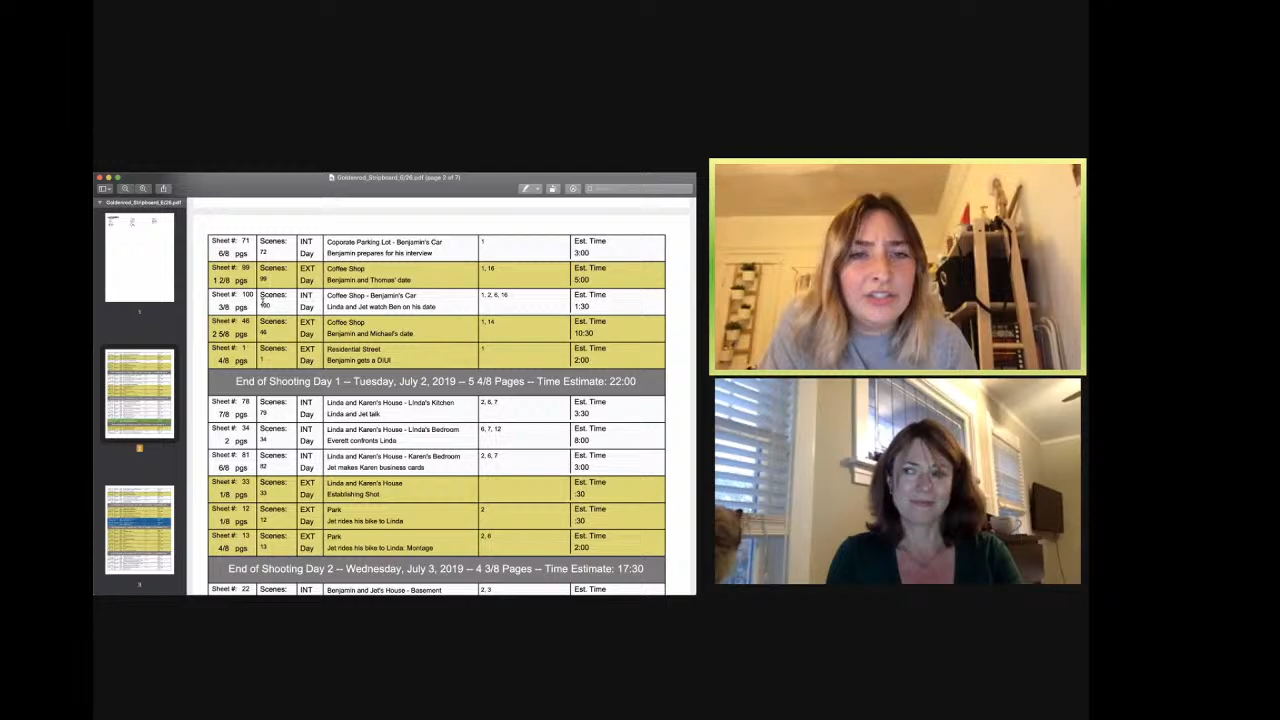 Goldenrod_Stripboard_6/26.pdf (page 2 of 7)
Goldenrod_Stripboard_6/26.pdf
1
2
3
Sheet #: 71 Scenes: INT Coporate Parking Lot - Benjamin's Car 1 Est. Time
6/8 pgs 72 Day Benjamin prepares for his interview 3:00
Sheet #: 99 Scenes: EXT Coffee Shop 1, 16 Est. Time
1 2/8 pgs 99 Day Benjamin and Thomas' date 5:00
Sheet #: 100 Scenes: INT Coffee Shop - Benjamin's Car 1, 2, 6, 16 Est. Time
3/8 pgs 100 Day Linda and Jet watch Ben on his date 1:30
Sheet #: 46 Scenes: EXT Coffee Shop 1, 14 Est. Time
2 5/8 pgs 46 Day Benjamin and Michael's date 10:30
Sheet #: 1 Scenes: EXT Residential Street 1 Est. Time
4/8 pgs 1 Day Benjamin gets a DIUI 2:00
End of Shooting Day 1 -- Tuesday, July 2, 2019 -- 5 4/8 Pages -- Time Estimate: 22:00
Sheet #: 78 Scenes: INT Linda and Karen's House - Linda's Kitchen 2, 6, 7 Est. Time
7/8 pgs 79 Day Linda and Jet talk 3:30
Sheet #: 34 Scenes: INT Linda and Karen's House - Linda's Bedroom 6, 7, 12 Est. Time
2 pgs 34 Day Everett confronts Linda 8:00
Sheet #: 81 Scenes: INT Linda and Karen's House - Karen's Bedroom 2, 6, 7 Est. Time
6/8 pgs 82 Day Jet makes Karen business cards 3:00
Sheet #: 33 Scenes: EXT Linda and Karen's House Est. Time
1/8 pgs 33 Day Establishing Shot :30
Sheet #: 12 Scenes: EXT Park 2 Est. Time
1/8 pgs 12 Day Jet rides his bike to Linda :30
Sheet #: 13 Scenes: EXT Park 2, 6 Est. Time
4/8 pgs 13 Day Jet rides his bike to Linda: Montage 2:00
End of Shooting Day 2 -- Wednesday, July 3, 2019 -- 4 3/8 Pages -- Time Estimate: 17:30
Sheet #: 22 Scenes: INT Benjamin and Jet's House - Basement 2, 3 Est. Time